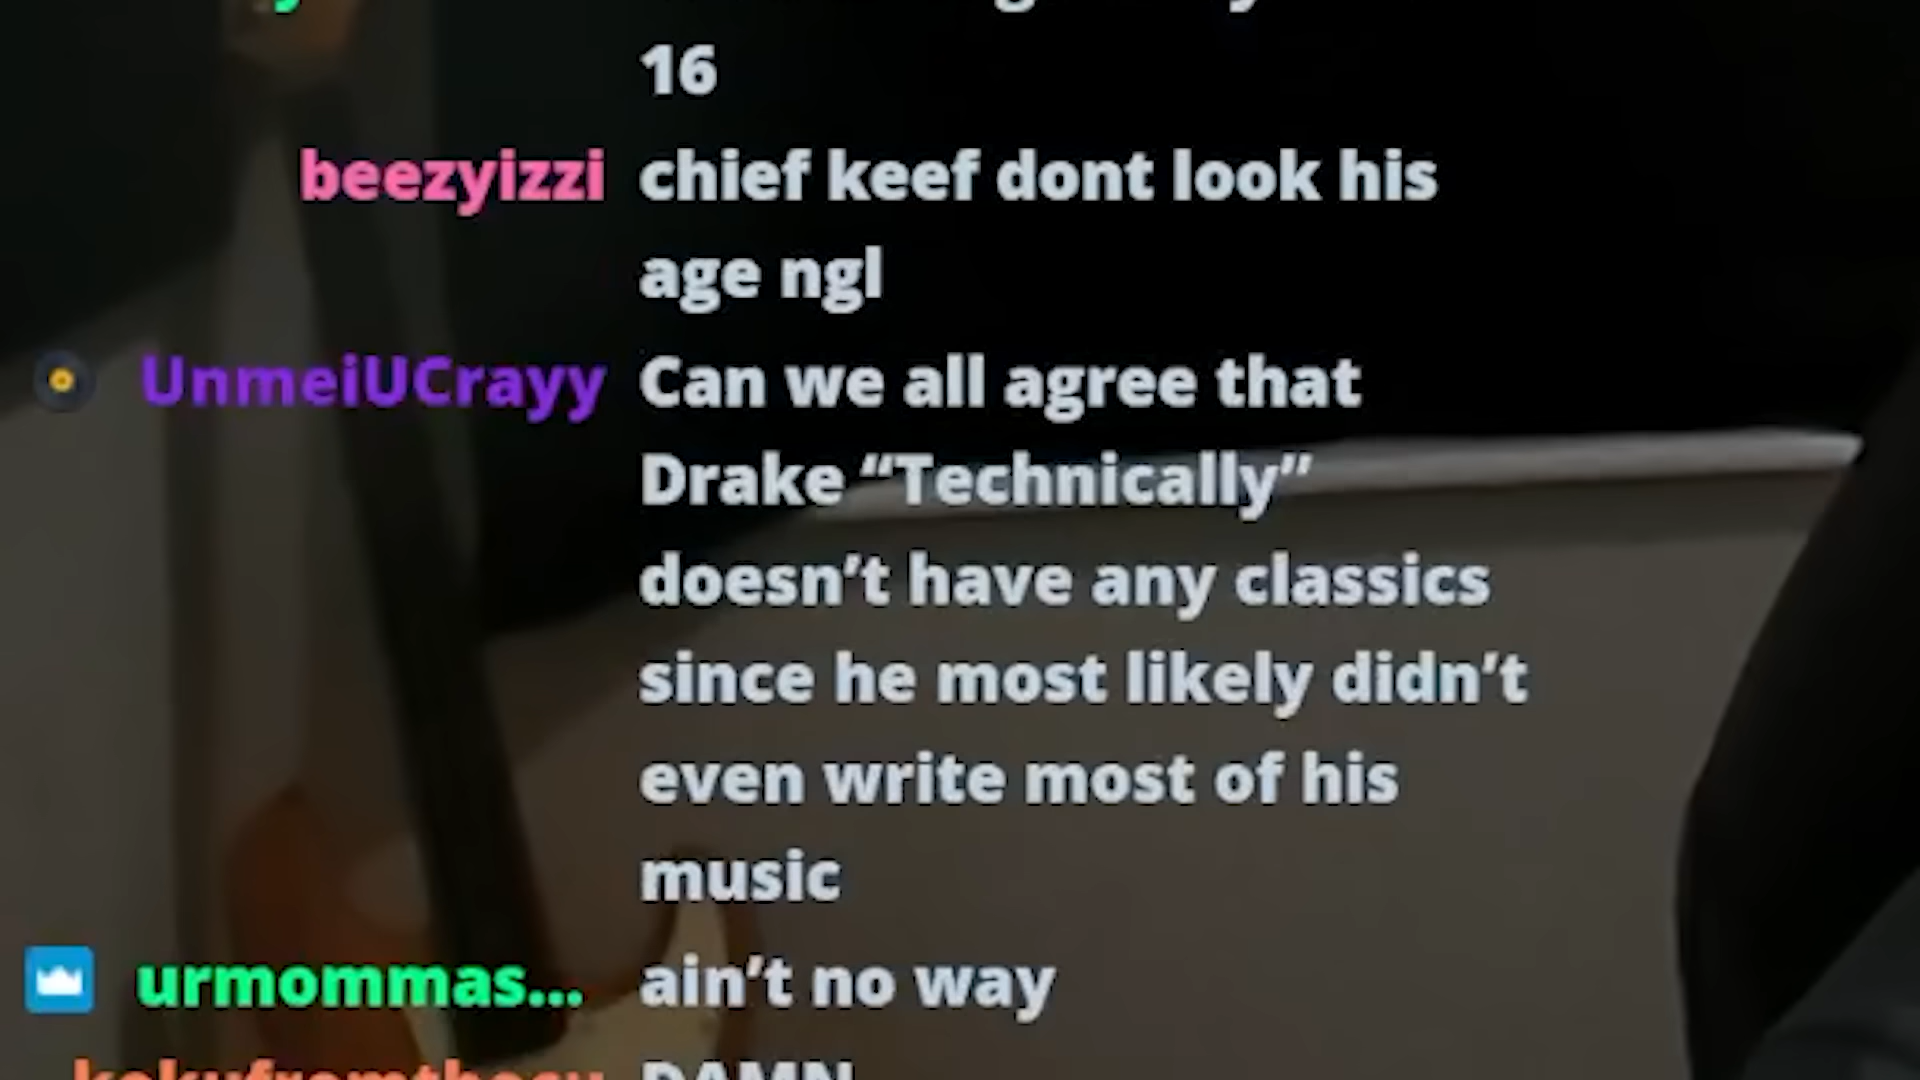 16
beezyizzi chief keef dont look his
age ngl
UnmeiUCrayy Can we all agree that
Drake “Technically”
doesn’t have any classics
since he most likely didn’t
even write most of his
music
urmommas... ain’t no way
DAMN